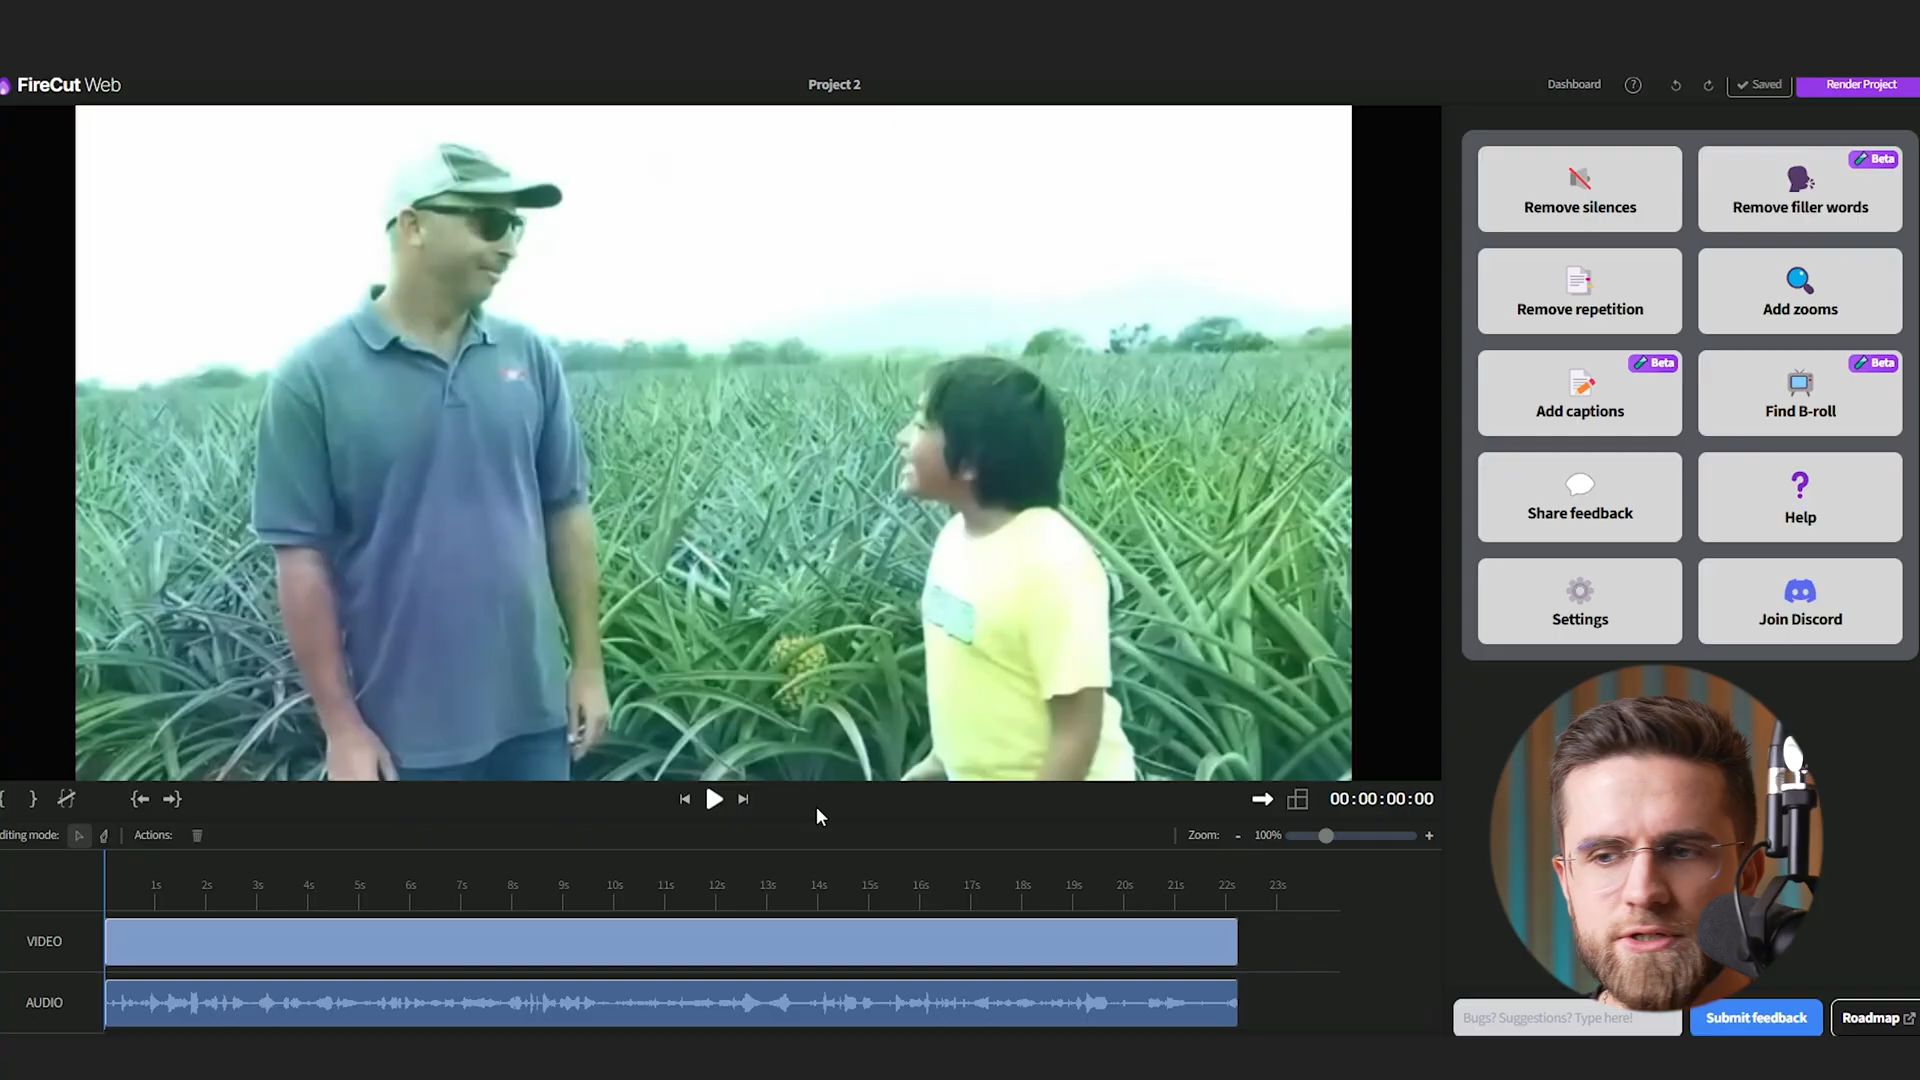 FireCut Web
Project 2
Dashboard
?
Saved
Render Project
Remove silences
Beta
Remove filler words
Remove repetition
Add zooms
Beta
Add captions
Beta
Find B-roll
Share feedback
?
Help
Settings
Join Discord
00:00:00:00
diting mode:
Actions:
Zoom: - 100% +
1s 2s 3s 4s 5s 6s 7s 8s 9s 10s 11s 12s 13s 14s 15s 16s 17s 18s 19s 20s 21s 22s 23s
VIDEO
AUDIO
Bugs? Suggestions? Type here!
Submit feedback
Roadmap